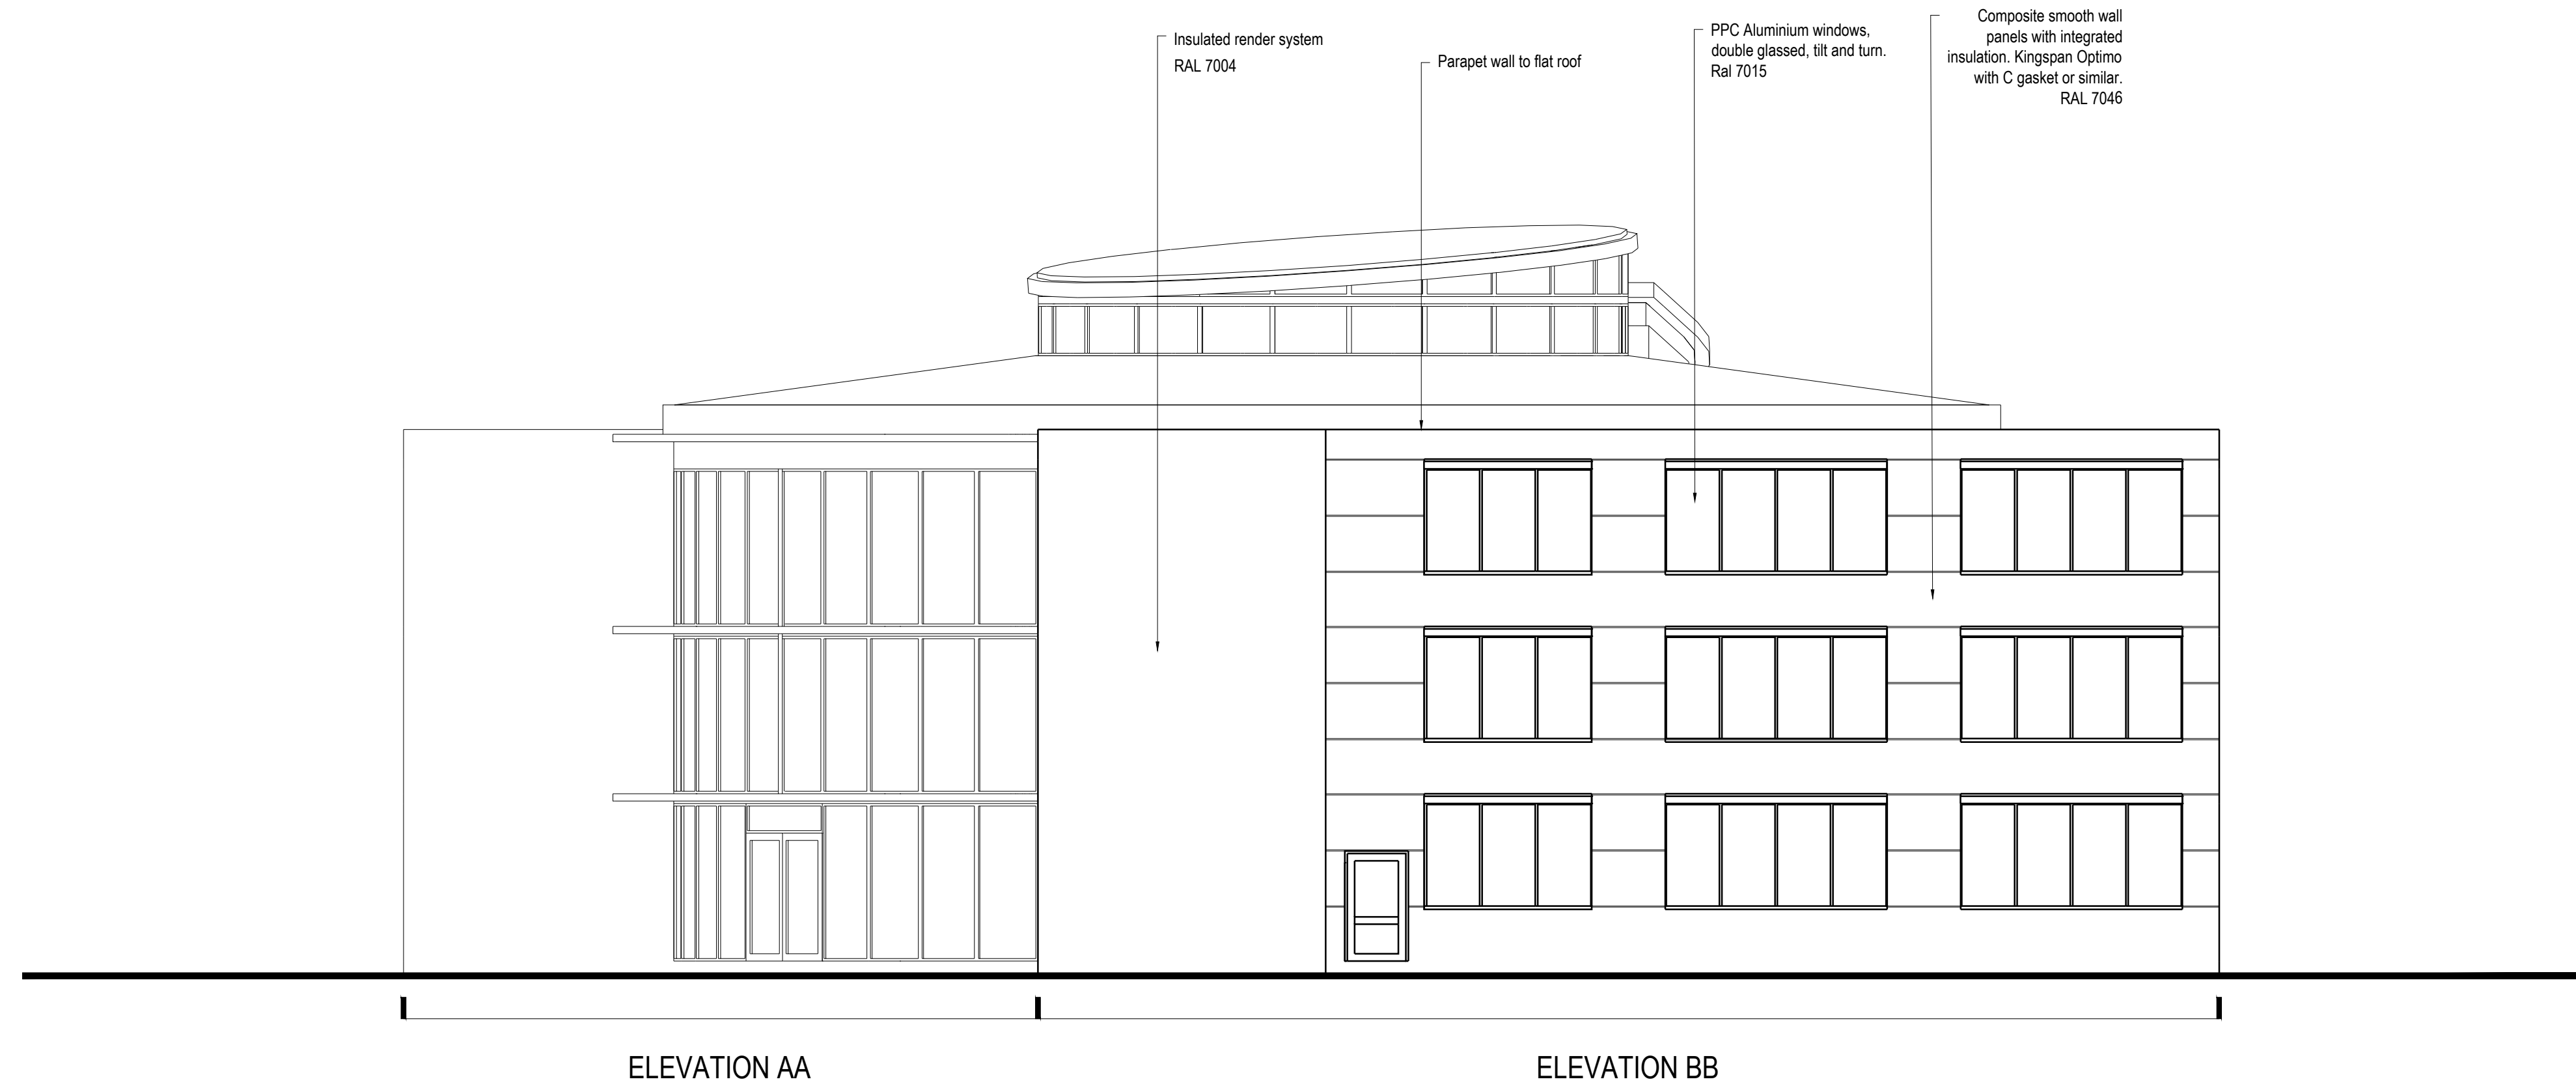 Insulated render system
RAL 7004
Parapet wall to flat roof
PPC Aluminium windows,
double glassed, tilt and turn.
Ral 7015
Composite smooth wall
panels with integrated
insulation. Kingspan Optimo
with C gasket or similar.
RAL 7046
ELEVATION AA
ELEVATION BB